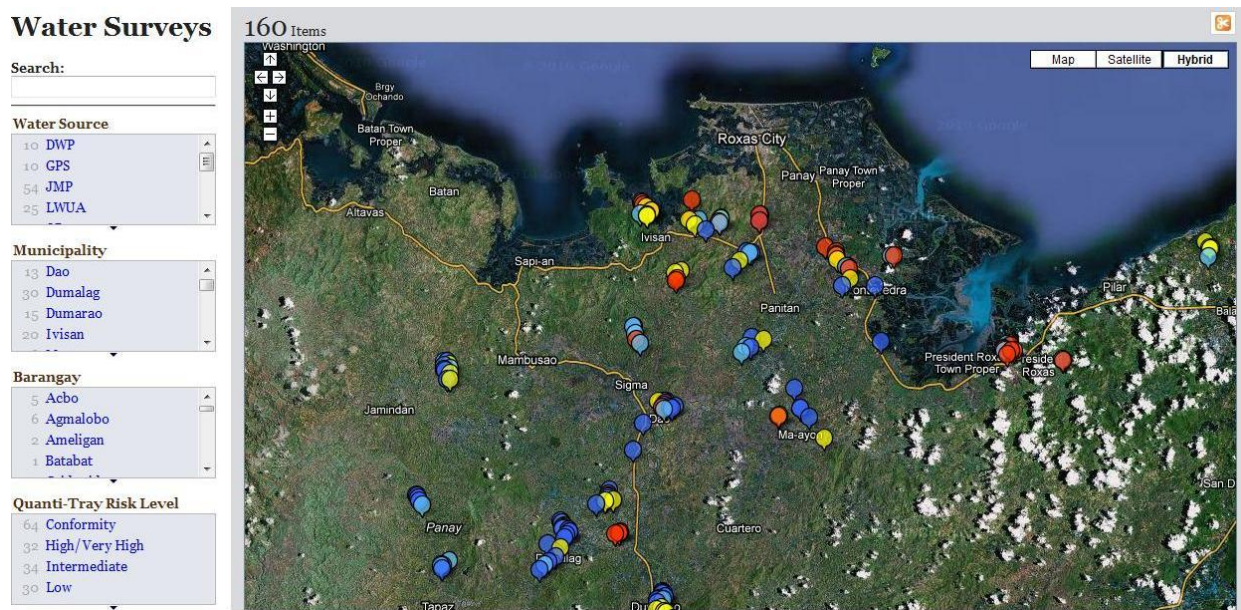 Water Surveys
Search:
Water Source
10 DWP
10 GPS
54 JMP
25 LWUA
Municipality
13 Dao
30 Dumalag
15 Dumarao
20 Ivisan
Barangay
5 Acbo
6 Agmalobo
2 Ameligan
1 Batabat
Quanti-Tray Risk Level
64 Conformity
32 High/Very High
34 Intermediate
30 Low
160 Items
Map Satellite Hybrid
Washington
Brgy
Ochando
Batan Town
Proper
Roxas City
Panay
Panay Town
Proper
Batan
Altavas
Ivisan
Sapi-an
Panitan
Pilar
Mambusao
President
Town Proper
Roxas
Sigma
Jamindan
Ma-ayon
Panay
Cuartero
Tapaz